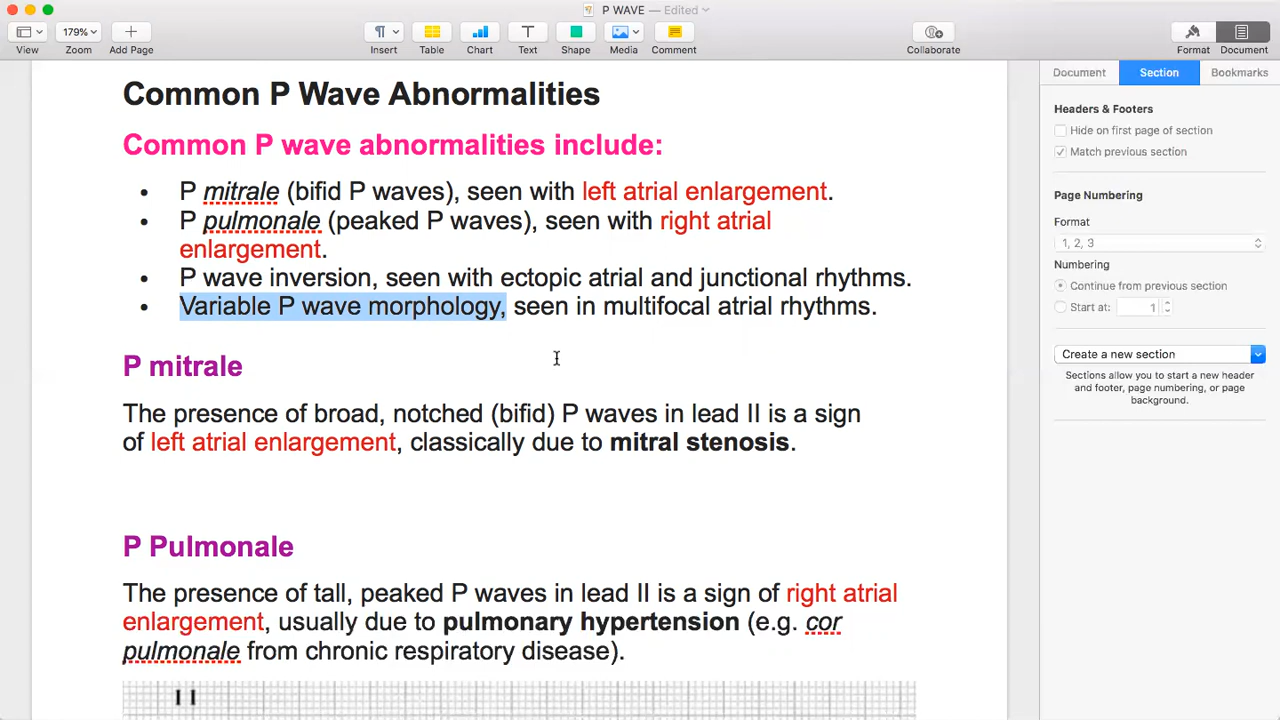 P WAVE — Edited
179%
View
Zoom
Add Page
Insert
Table
Chart
Text
Shape
Media
Comment
Collaborate
Format
Document
Common P Wave Abnormalities
Common P wave abnormalities include:
• P mitrale (bifid P waves), seen with left atrial enlargement.
• P pulmonale (peaked P waves), seen with right atrial
enlargement.
• P wave inversion, seen with ectopic atrial and junctional rhythms.
• Variable P wave morphology, seen in multifocal atrial rhythms.
P mitrale
The presence of broad, notched (bifid) P waves in lead II is a sign
of left atrial enlargement, classically due to mitral stenosis.
P Pulmonale
The presence of tall, peaked P waves in lead II is a sign of right atrial
enlargement, usually due to pulmonary hypertension (e.g. cor
pulmonale from chronic respiratory disease).
II
Document
Section
Bookmarks
Headers & Footers
Hide on first page of section
Match previous section
Page Numbering
Format
1, 2, 3
Numbering
Continue from previous section
Start at: 1
Create a new section
Sections allow you to start a new header
and footer, page numbering, or page
background.